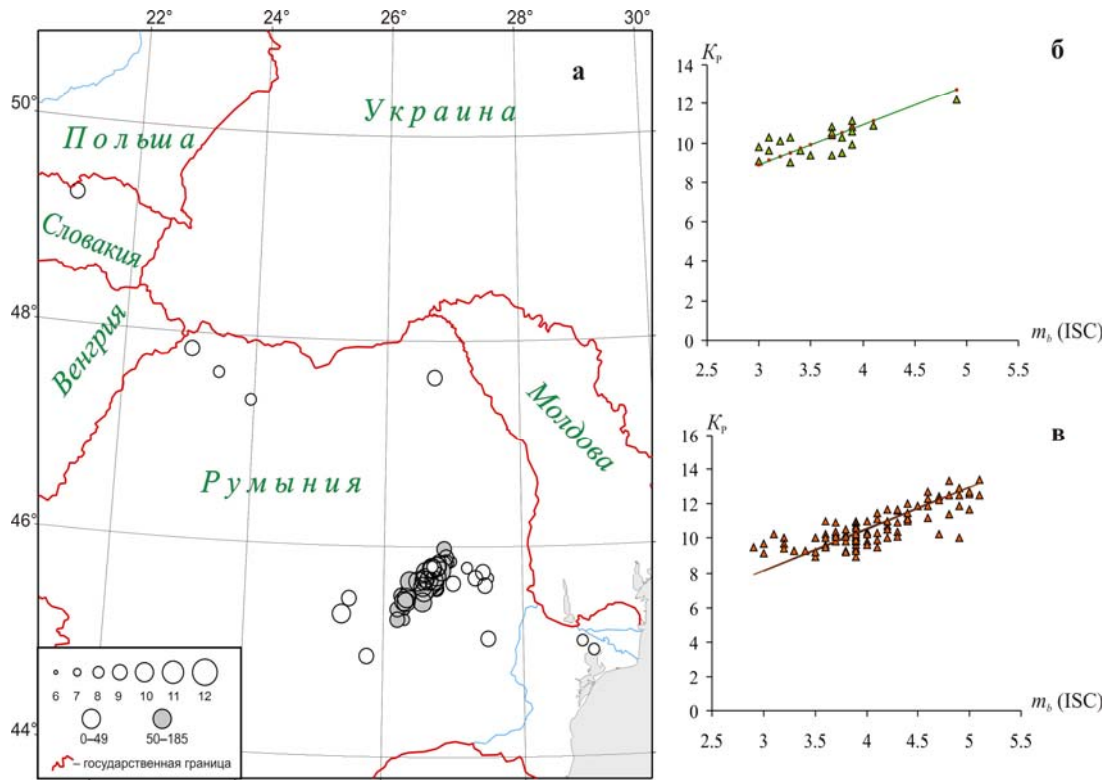 22° 24° 26° 28° 30°
а
50°
Украина
Польша
Словакия
48°
Венгрия
Молдова
Румыния
46°
44°
6 7 8 9 10 11 12
0–49 50–185
– государственная граница
б
Kр
14
12
10
8
6
4
2
0
2.5 3 3.5 4 4.5 5 5.5
mb (ISC)
в
Kр
16
14
12
10
8
6
4
2
0
2.5 3 3.5 4 4.5 5 5.5
mb (ISC)